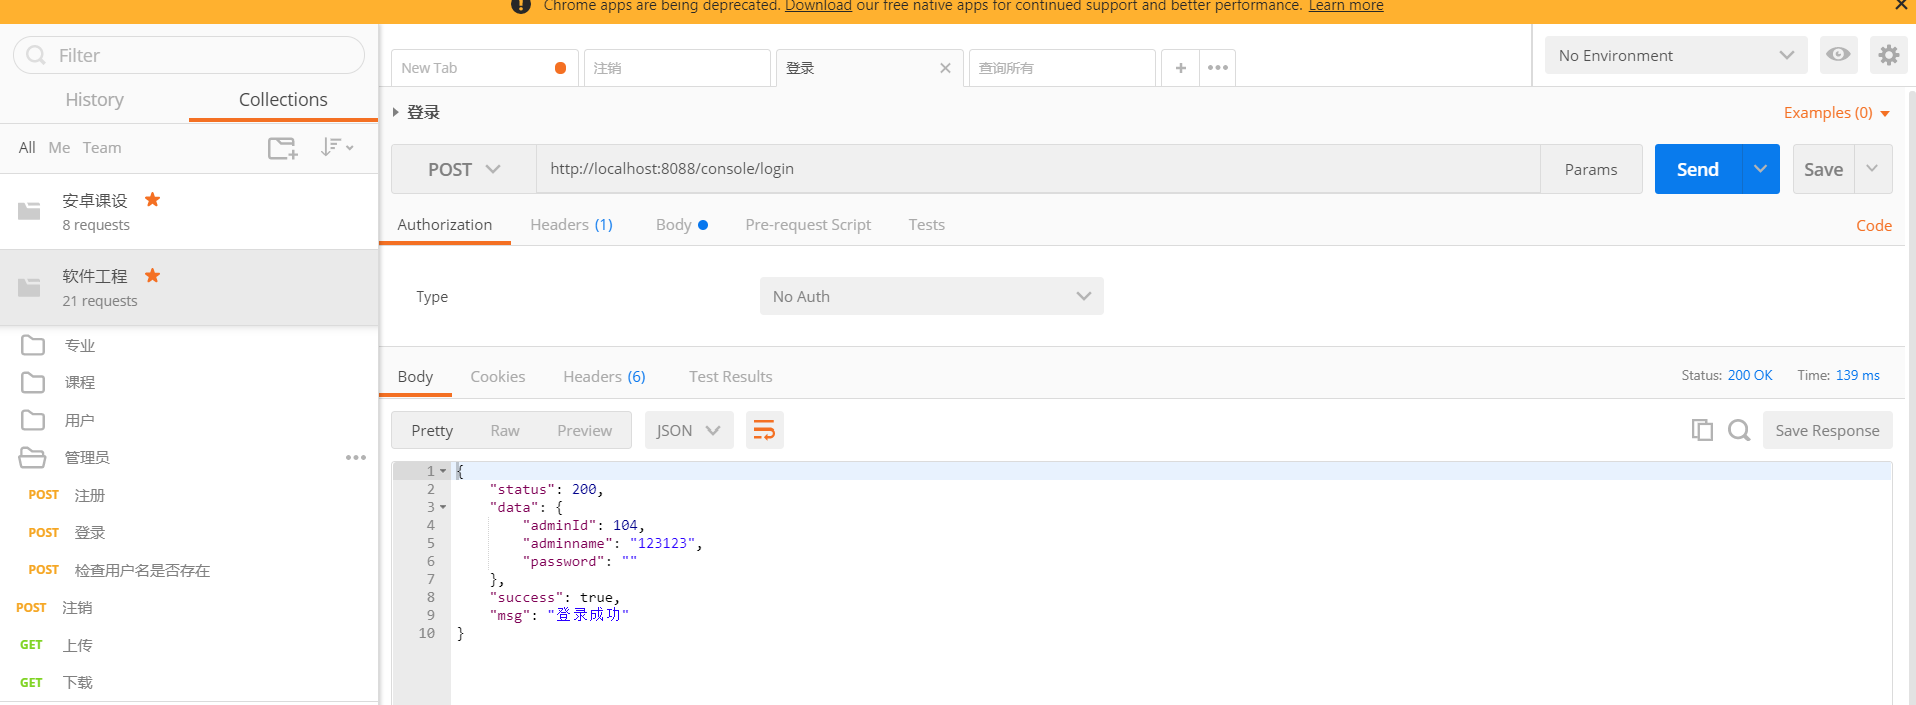 Chrome apps are being deprecated. Download our free native apps for continued support and better performance. Learn more
Filter
History
Collections
All Me Team
安卓课设
8 requests
软件工程
21 requests
专业
课程
用户
管理员
POST 注册
POST 登录
POST 检查用户名是否存在
POST 注销
GET 上传
GET 下载
New Tab
注销
登录
查询所有
No Environment
登录
Examples (0)
POST
http://localhost:8088/console/login
Params
Send
Save
Authorization
Headers (1)
Body
Pre-request Script
Tests
Code
Type
No Auth
Body
Cookies
Headers (6)
Test Results
Status: 200 OK
Time: 139 ms
Pretty
Raw
Preview
JSON
Save Response
1 {
2 "status": 200,
3 "data": {
4 "adminId": 104,
5 "adminname": "123123",
6 "password": ""
7 },
8 "success": true,
9 "msg": "登录成功"
10 }